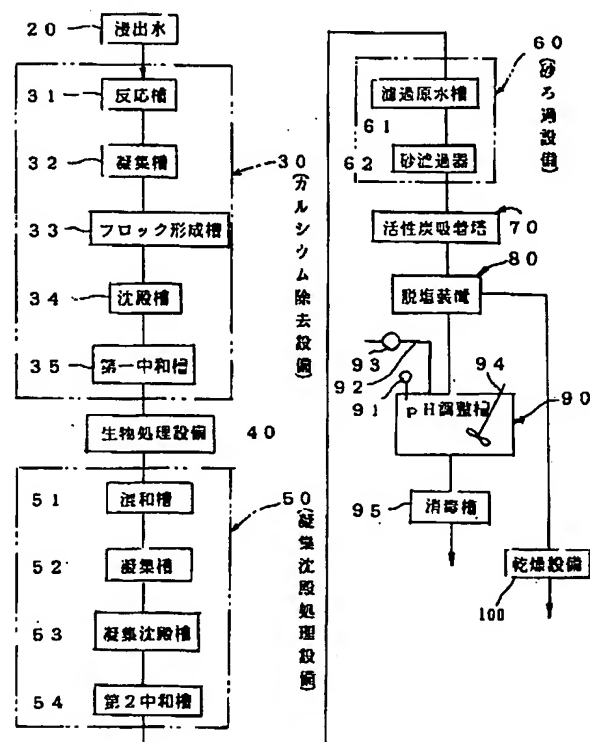 20 浸出水
31 反応槽
32 凝集槽
33 フロック形成槽
34 沈殿槽
35 第一中和槽
30(カルシウム除去設備)
生物処理設備 40
51 混和槽
52 凝集槽
53 凝集沈殿槽
54 第2中和槽
50(凝集沈殿処理設備)
60(砂ろ過設備)
濾過原水槽
61
62 砂濾過器
活性炭吸着塔 70
80
脱塩装置
93
92
91
94
pH調整槽 90
95 消毒槽
乾燥設備
100